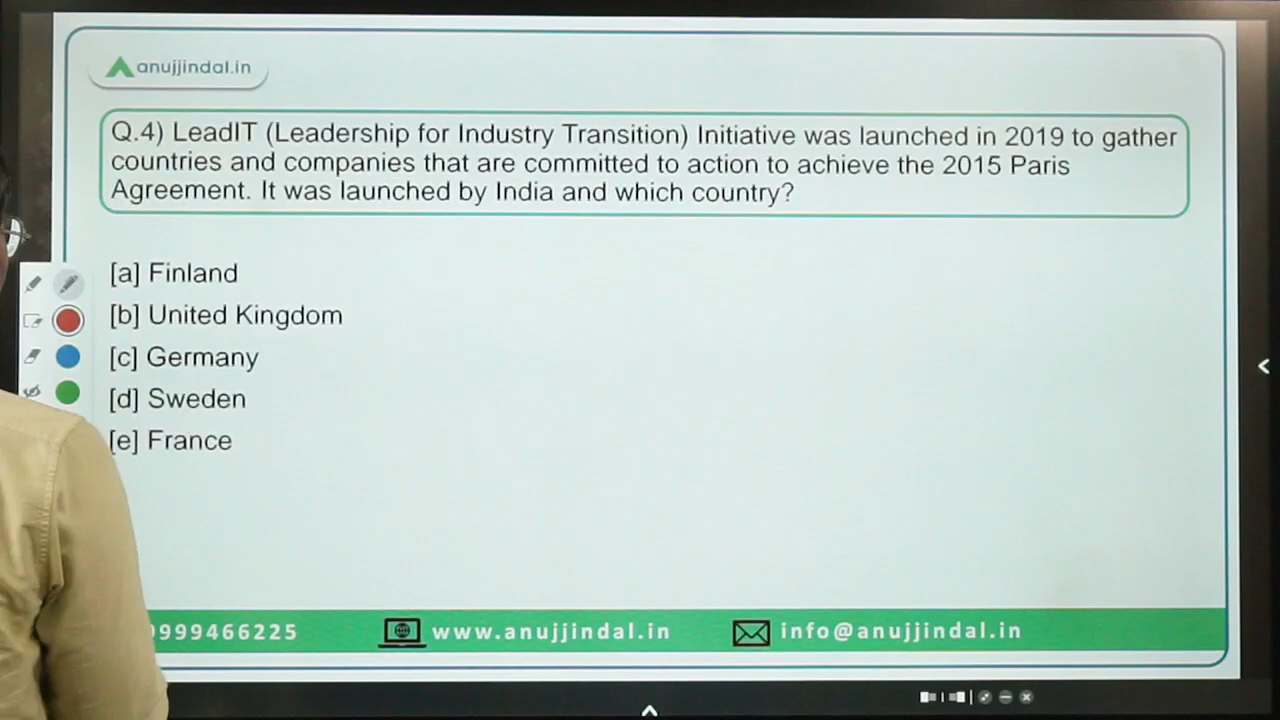 anujjindal.in
Q.4) LeadIT (Leadership for Industry Transition) Initiative was launched in 2019 to gather
countries and companies that are committed to action to achieve the 2015 Paris
Agreement. It was launched by India and which country?
[a] Finland
[b] United Kingdom
[c] Germany
[d] Sweden
[e] France
9999466225
www.anujjindal.in
info@anujjindal.in